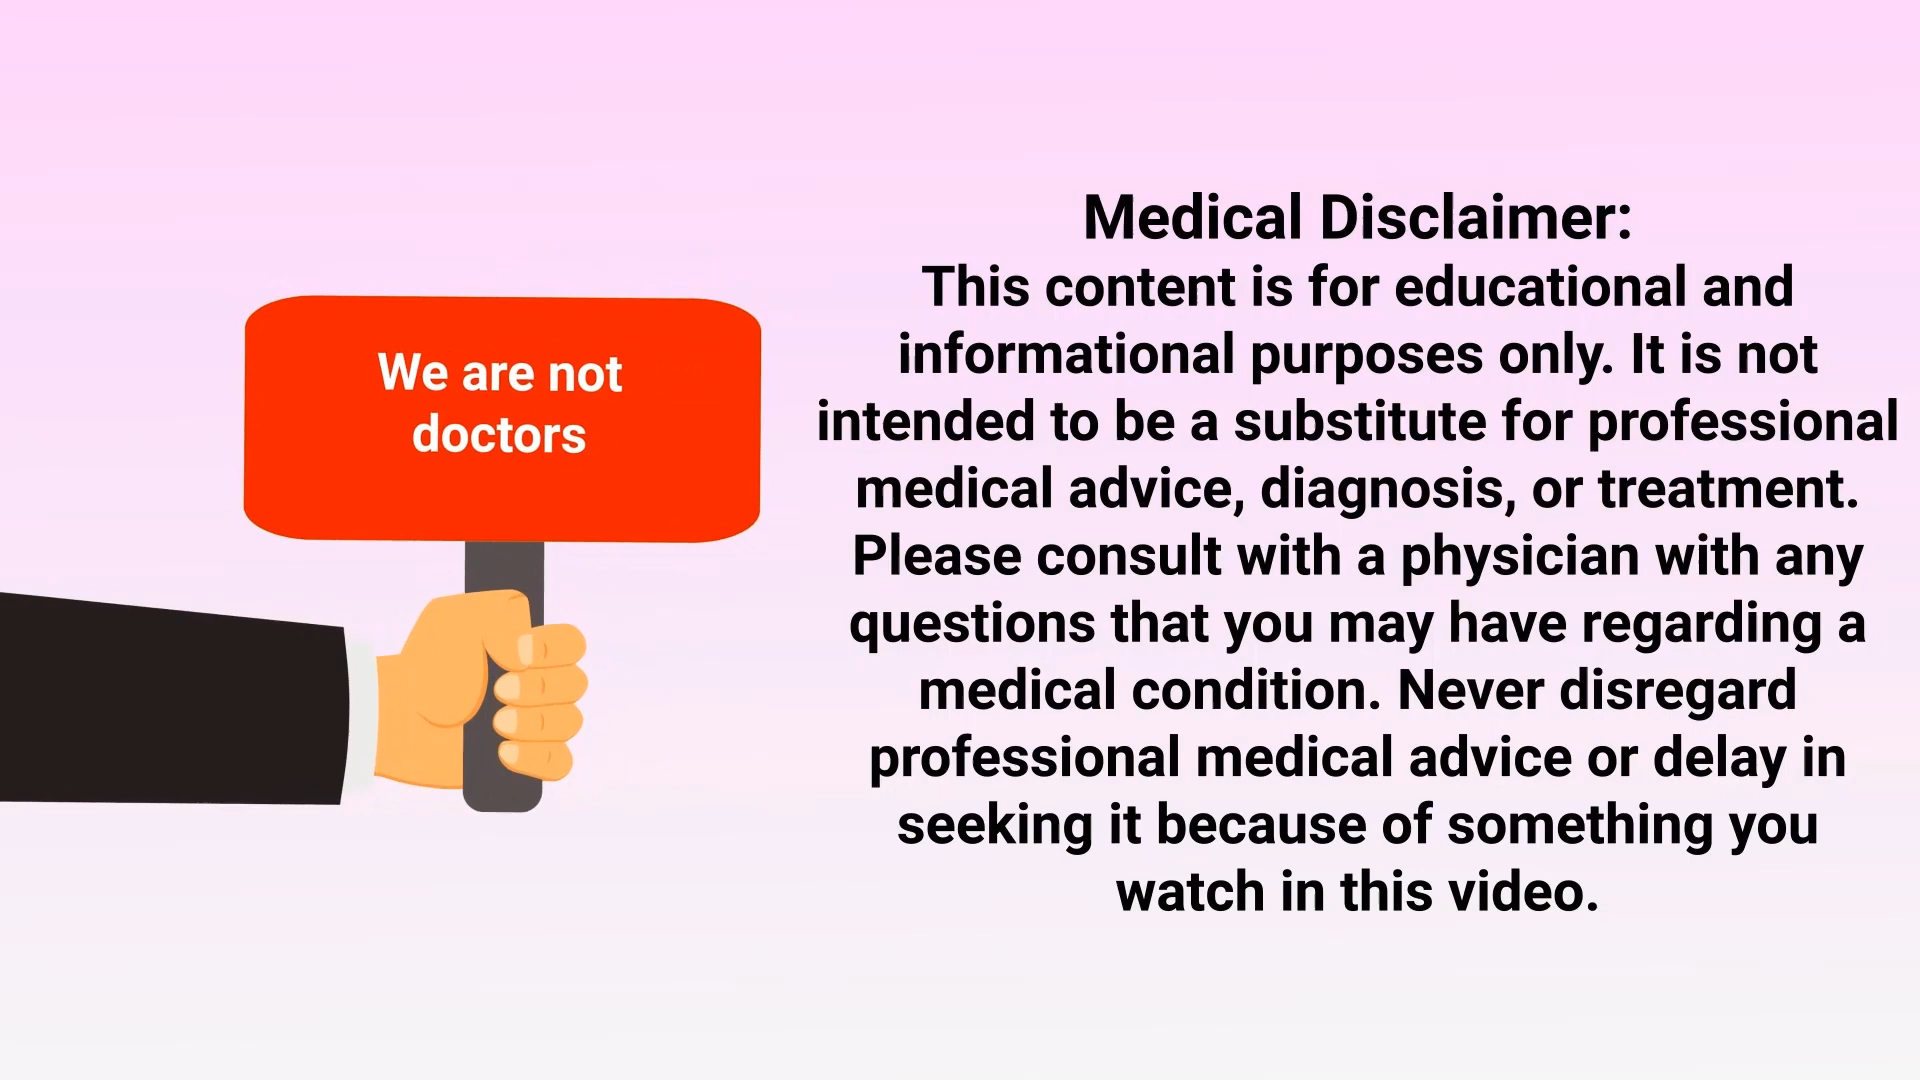 We are not
doctors
Medical Disclaimer:
This content is for educational and
informational purposes only. It is not
intended to be a substitute for professional
medical advice, diagnosis, or treatment.
Please consult with a physician with any
questions that you may have regarding a
medical condition. Never disregard
professional medical advice or delay in
seeking it because of something you
watch in this video.